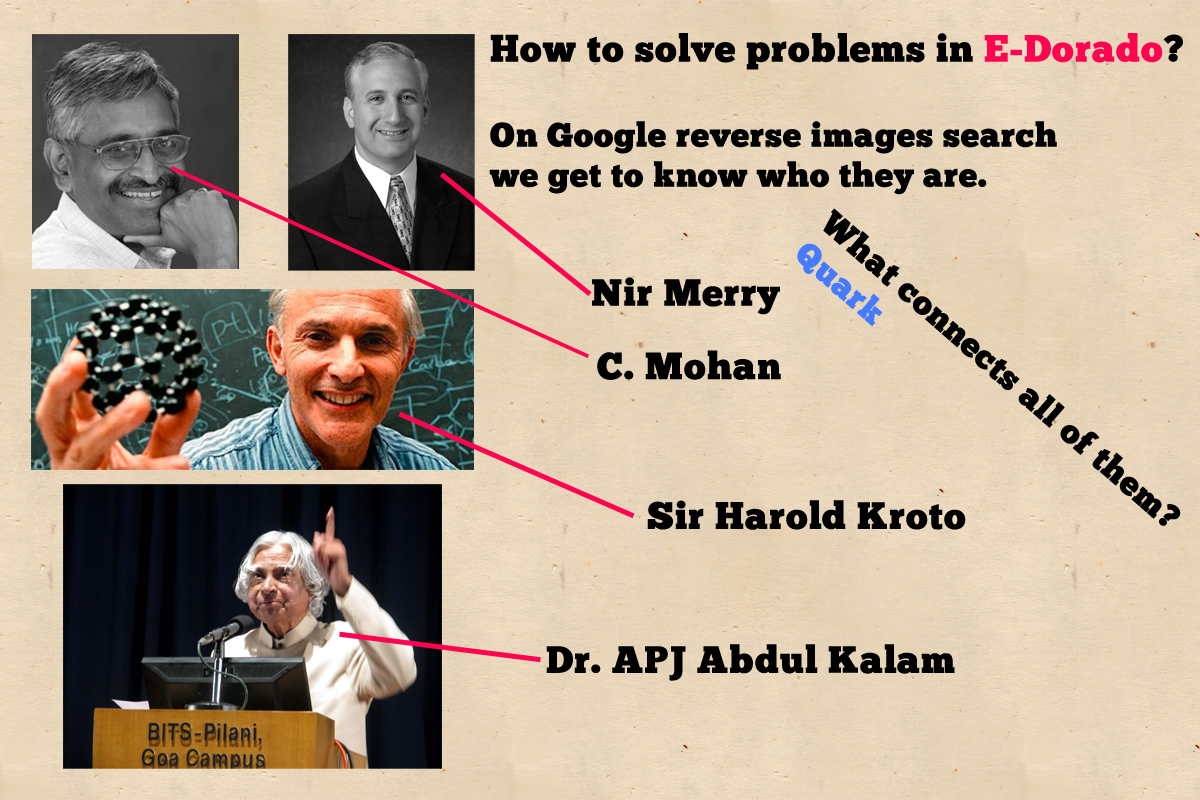 How to solve problems in E-Dorado?
On Google reverse images search
we get to know who they are.
What connects all of them?
Quark
Nir Merry
C. Mohan
Sir Harold Kroto
Dr. APJ Abdul Kalam
BITS-Pilani,
Goa Campus